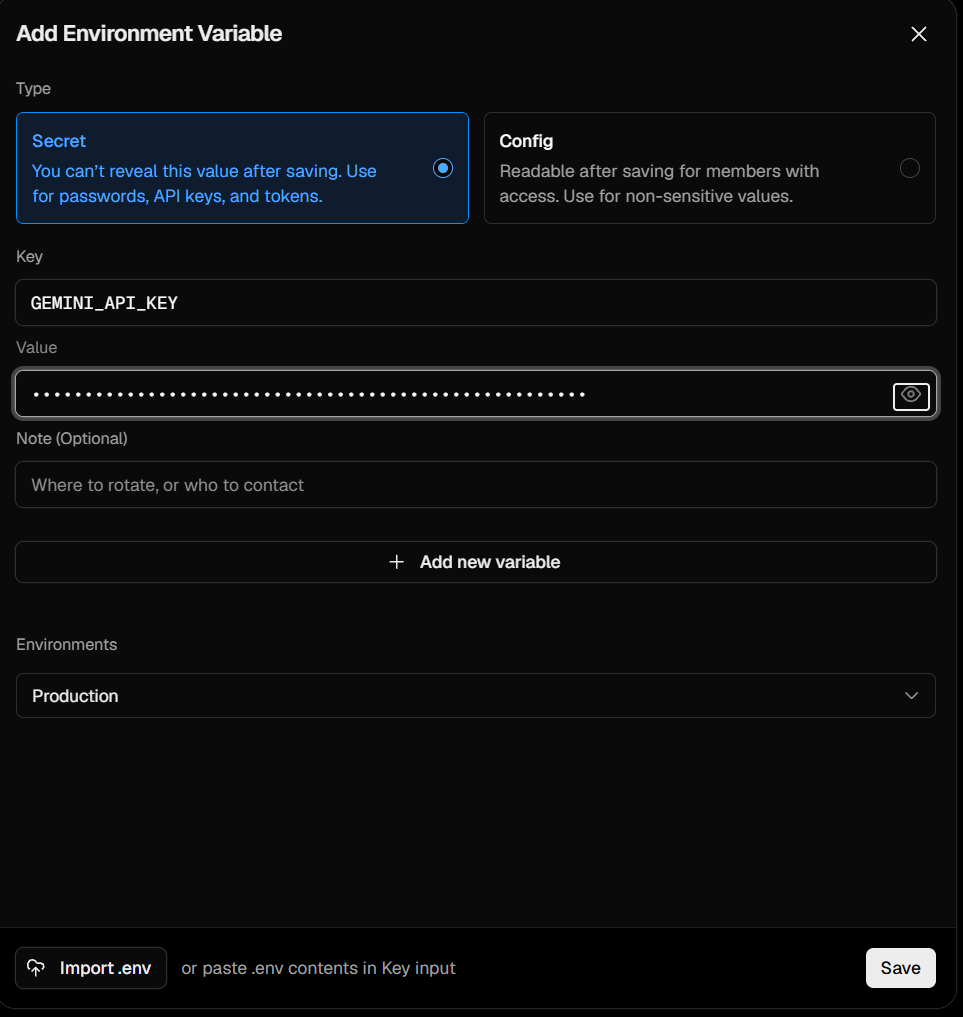 Add Environment Variable
Type
Secret
You can't reveal this value after saving. Use
for passwords, API keys, and tokens.
Config
Readable after saving for members with
access. Use for non-sensitive values.
Key
GEMINI_API_KEY
Value
•••••••••••••••••••••••••••••••••••••••••••••••••••••
Note (Optional)
Where to rotate, or who to contact
Add new variable
Environments
Production
Import .env
or paste .env contents in Key input
Save